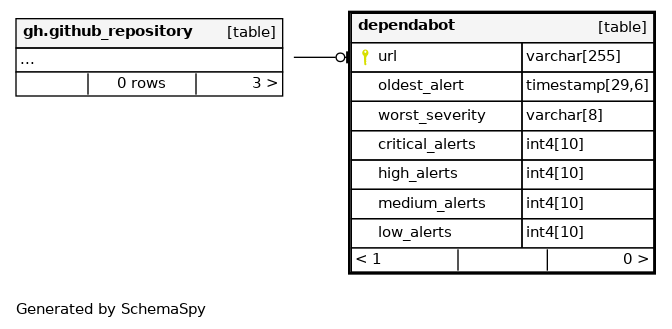 gh.github_repository [table]
...
0 rows 3 >
dependabot [table]
url varchar[255]
oldest_alert timestamp[29,6]
worst_severity varchar[8]
critical_alerts int4[10]
high_alerts int4[10]
medium_alerts int4[10]
low_alerts int4[10]
< 1 0 >
Generated by SchemaSpy